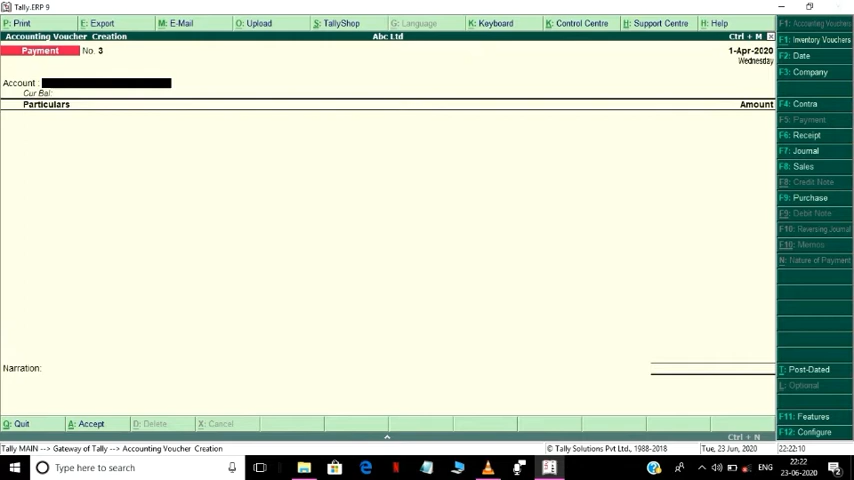 Tally.ERP 9
P: Print
E: Export
M: E-Mail
O: Upload
S: TallyShop
G: Language
K: Keyboard
K: Control Centre
H: Support Centre
H: Help
F1: Accounting Vouchers
Accounting Voucher Creation
Abc Ltd
Ctrl + M
F1: Inventory Vouchers
Payment
No. 3
1-Apr-2020
Wednesday
F2: Date
F3: Company
Account :
Cur Bal:
Particulars
Amount
F4: Contra
F5: Payment
F6: Receipt
F7: Journal
F8: Sales
F8: Credit Note
F9: Purchase
F9: Debit Note
F10: Reversing Journal
F10: Memos
N: Nature of Payment
Narration:
T: Post-Dated
L: Optional
F11: Features
F12: Configure
Q: Quit
A: Accept
D: Delete
X: Cancel
Ctrl + N
Tally MAIN --> Gateway of Tally --> Accounting Voucher Creation
© Tally Solutions Pvt Ltd., 1988-2018
Tue, 23 Jun, 2020
22:22:10
Type here to search
ENG
22:22
23-06-2020
2